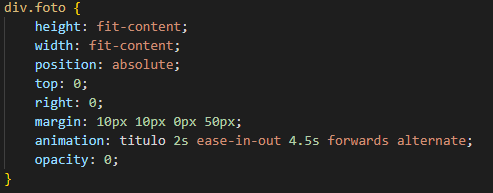 div.foto {
    height: fit-content;
    width: fit-content;
    position: absolute;
    top: 0;
    right: 0;
    margin: 10px 10px 0px 50px;
    animation: titulo 2s ease-in-out 4.5s forwards alternate;
    opacity: 0;
}